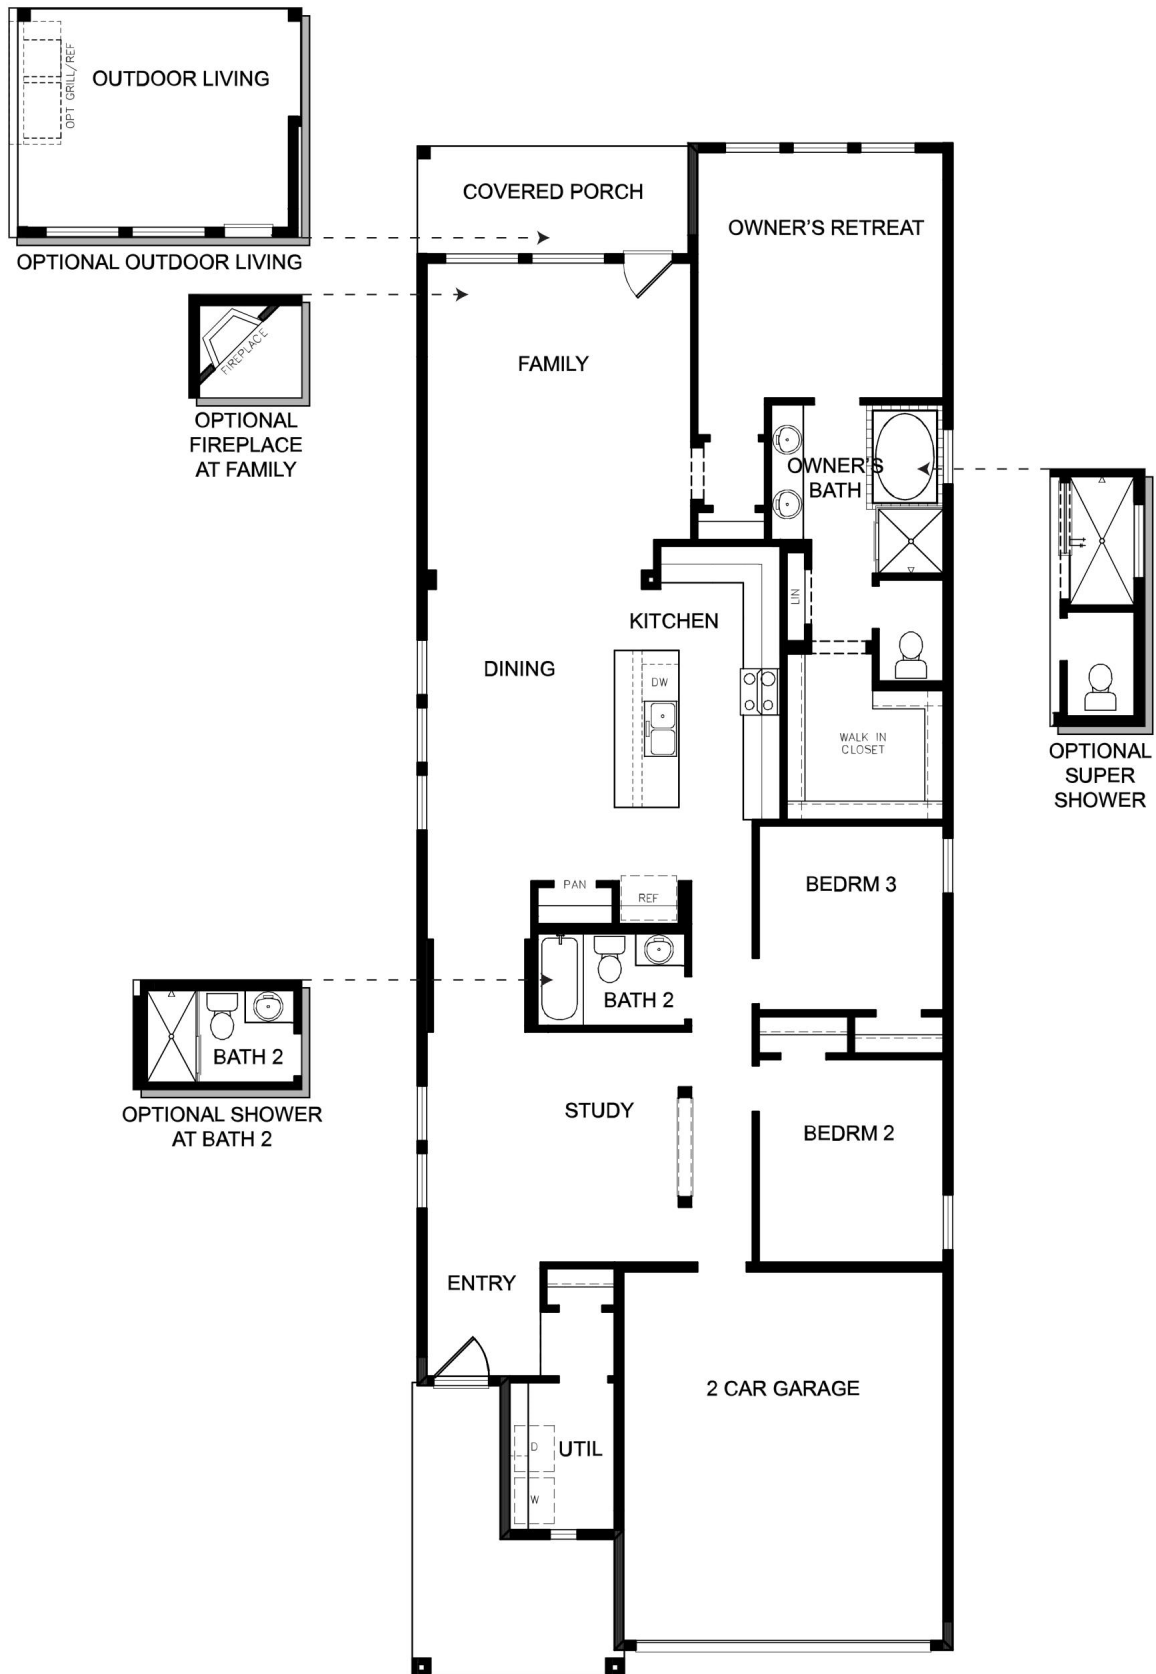 OUTDOOR LIVING
OPT GRILL/REF
OPTIONAL OUTDOOR LIVING
COVERED PORCH
OWNER'S RETREAT
FIREPLACE
OPTIONAL
FIREPLACE
AT FAMILY
FAMILY
OWNER'S
BATH
LIN
KITCHEN
DINING
DW
WALK IN
CLOSET
OPTIONAL
SUPER
SHOWER
PAN
REF
BEDRM 3
BATH 2
BATH 2
OPTIONAL SHOWER
AT BATH 2
STUDY
BEDRM 2
ENTRY
2 CAR GARAGE
D
UTIL
W